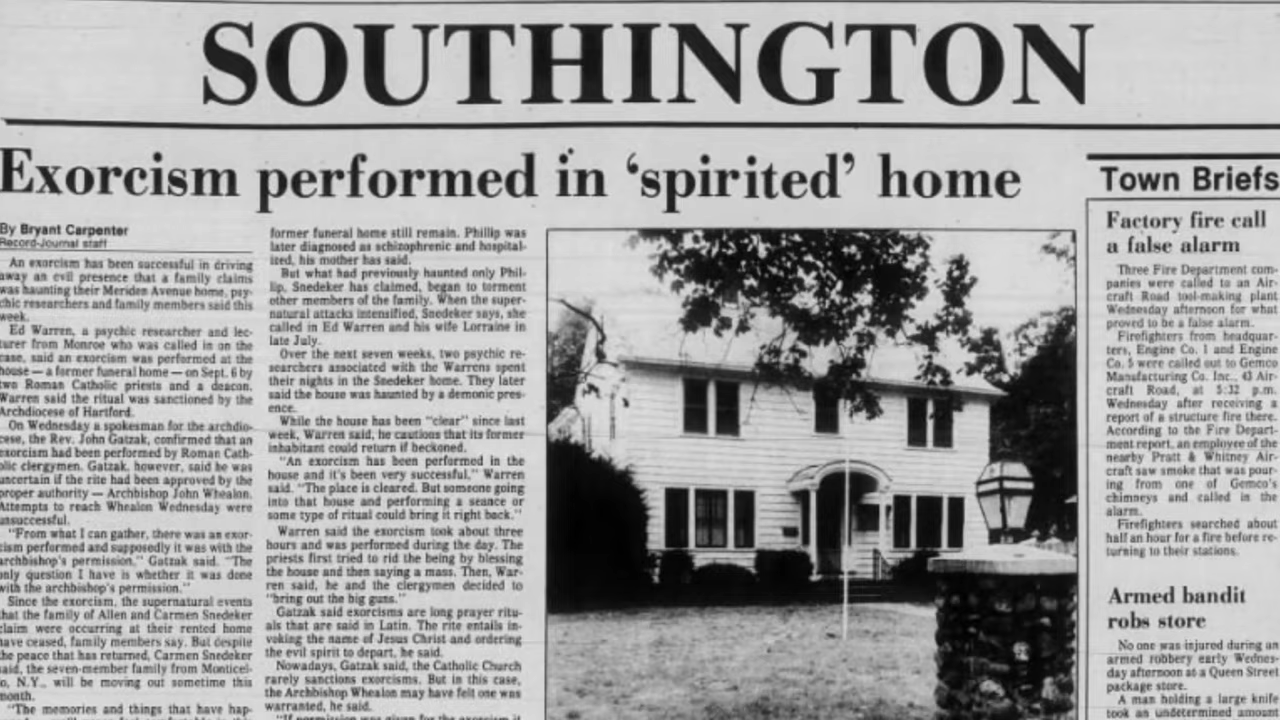 SOUTHINGTON
Exorcism performed in ‘spirited’ home
By Bryant Carpenter
Record-Journal staff
An exorcism has been successful in driving
away an evil presence that a family claims
was haunting their Meriden Avenue home, psy-
chic researchers and family members said this
week.
Ed Warren, a psychic researcher and lec-
turer from Monroe who was called in on the
case, said an exorcism was performed at the
house — a former funeral home — on Sept. 6 by
two Roman Catholic priests and a deacon.
Warren said the ritual was sanctioned by the
Archdiocese of Hartford.
On Wednesday a spokesman for the archdio-
cese, the Rev. John Gatzak, confirmed that an
exorcism had been performed by Roman Cath-
olic clergymen. Gatzak, however, said he was
uncertain if the rite had been approved by the
proper authority — Archbishop John Whealon.
Attempts to reach Whealon Wednesday were
unsuccessful.
“From what I can gather, there was an exor-
cism performed and supposedly it was with the
archbishop's permission,” Gatzak said. “The
only question I have is whether it was done
with the archbishop's permission.”
Since the exorcism, the supernatural events
that the family of Allen and Carmen Snedeker
claim were occurring at their rented home
have ceased, family members say. But despite
the peace that has returned, Carmen Snedeker
said, the seven-member family from Monticel-
lo, N.Y., will be moving out sometime this
month.
“The memories and things that have hap-
former funeral home still remain. Phillip was
later diagnosed as schizophrenic and hospital-
ized, his mother has said.
But what had previously haunted only Phil-
lip, Snedeker has claimed, began to torment
other members of the family. When the super-
natural attacks intensified, Snedeker says, she
called in Ed Warren and his wife Lorraine in
late July.
Over the next seven weeks, two psychic re-
searchers associated with the Warrens spent
their nights in the Snedeker home. They later
said the house was haunted by a demonic pres-
ence.
While the house has been “clear” since last
week, Warren said, he cautions that its former
inhabitant could return if beckoned.
“An exorcism has been performed in the
house and it's been very successful,” Warren
said. “The place is cleared. But someone going
into that house and performing a seance or
some type of ritual could bring it right back.”
Warren said the exorcism took about three
hours and was performed during the day. The
priests first tried to rid the being by blessing
the house and then saying a mass. Then, War-
ren said, he and the clergymen decided to
“bring out the big guns.”
Gatzak said exorcisms are long prayer ritu-
als that are said in Latin. The rite entails in-
voking the name of Jesus Christ and ordering
the evil spirit to depart, he said.
Nowadays, Gatzak said, the Catholic Church
rarely sanctions exorcisms. But in this case,
the Archbishop Whealon may have felt one was
warranted, he said.
Town Briefs
Factory fire call
a false alarm
Three Fire Department com-
panies were called to an Air-
craft Road tool-making plant
Wednesday afternoon for what
proved to be a false alarm.
Firefighters from headquar-
ters, Engine Co. 1 and Engine
Co. 5 were called out to Gemco
Manufacturing Co. Inc., 43 Air-
craft Road, at 5:32 p.m.
Wednesday after receiving a
report of a structure fire there.
According to the Fire Depart-
ment report, an employee of the
nearby Pratt & Whitney Air-
craft saw smoke that was pour-
ing from one of Gemco's
chimneys and called in the
alarm.
Firefighters searched about
half an hour for a fire before re-
turning to their stations.
Armed bandit
robs store
No one was injured during an
armed robbery early Wednes-
day afternoon at a Queen Street
package store.
A man holding a large knife
took an undetermined amount